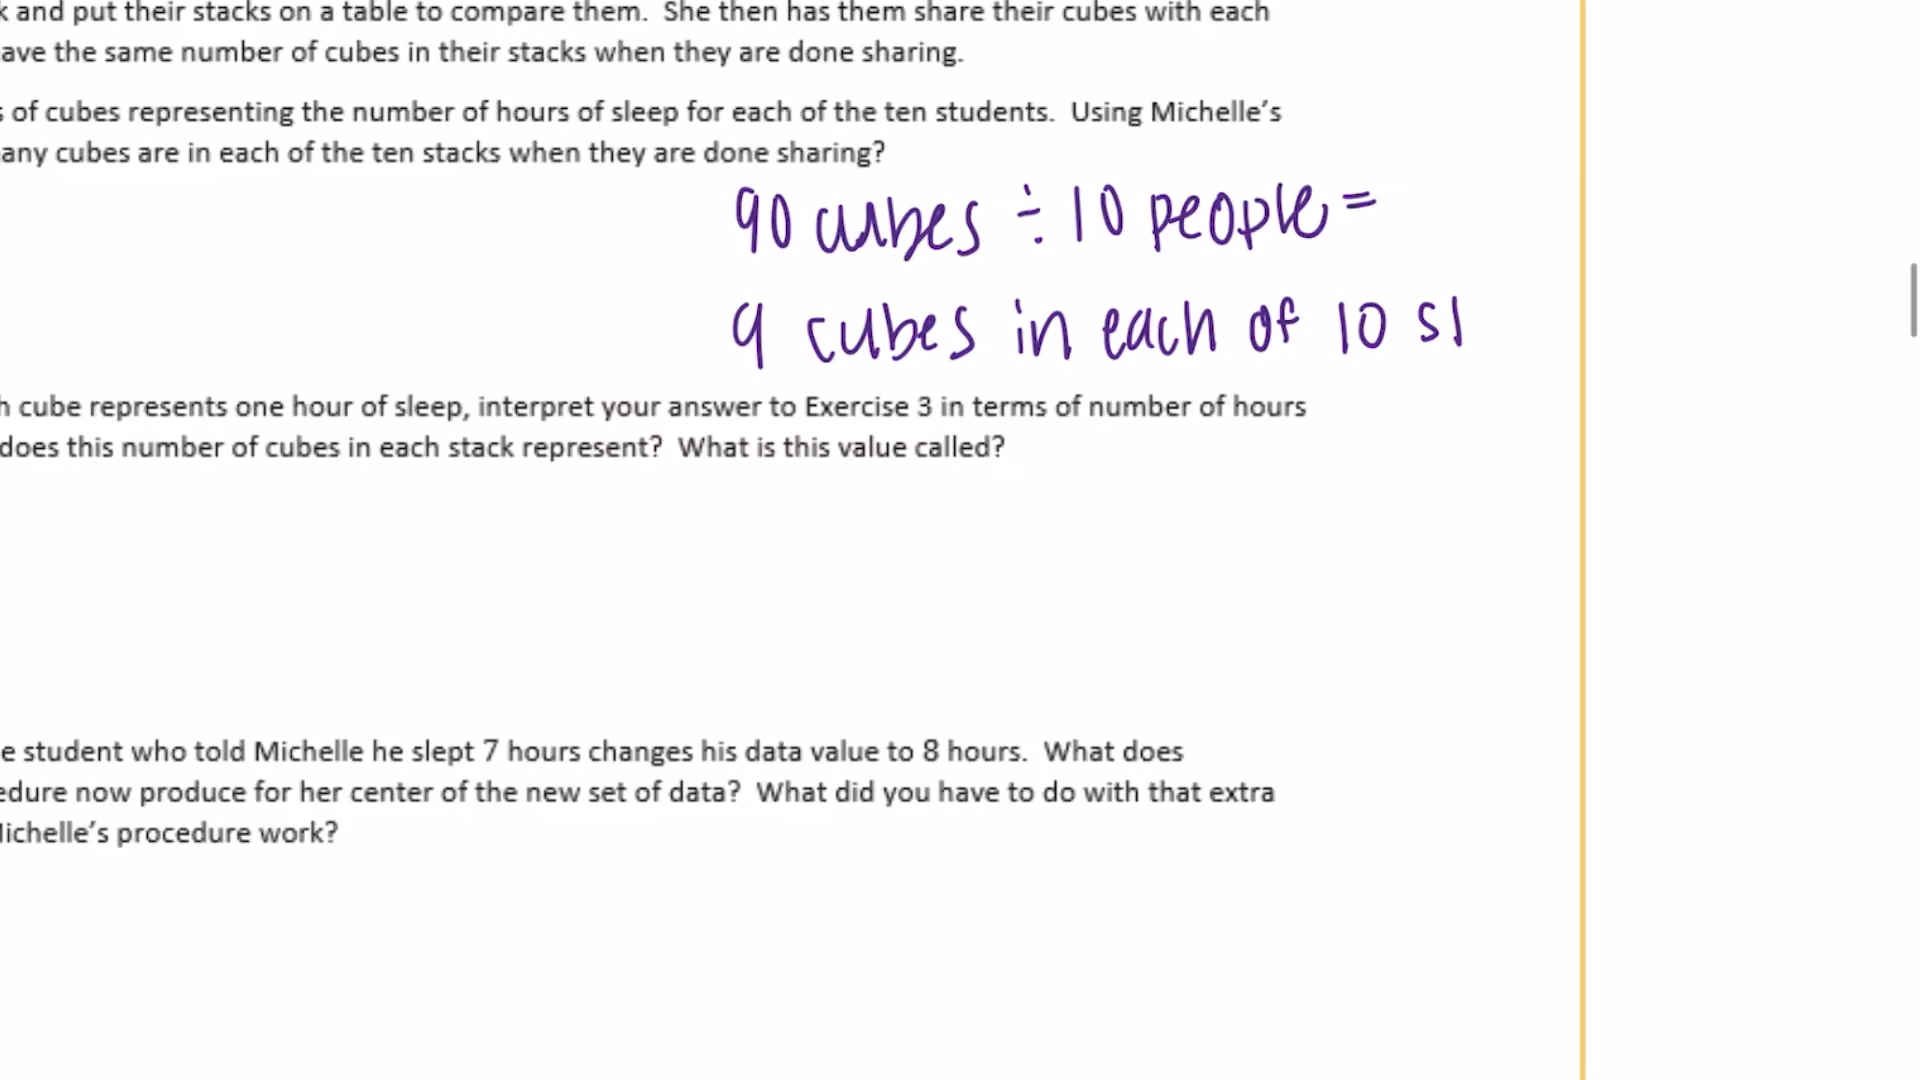 and put their stacks on a table to compare them. She then has them share their cubes with each
ave the same number of cubes in their stacks when they are done sharing.
of cubes representing the number of hours of sleep for each of the ten students. Using Michelle's
any cubes are in each of the ten stacks when they are done sharing?
90 cubes ÷ 10 people =
9 cubes in each of 10 st
h cube represents one hour of sleep, interpret your answer to Exercise 3 in terms of number of hours
does this number of cubes in each stack represent? What is this value called?
e student who told Michelle he slept 7 hours changes his data value to 8 hours. What does
edure now produce for her center of the new set of data? What did you have to do with that extra
ichelle's procedure work?